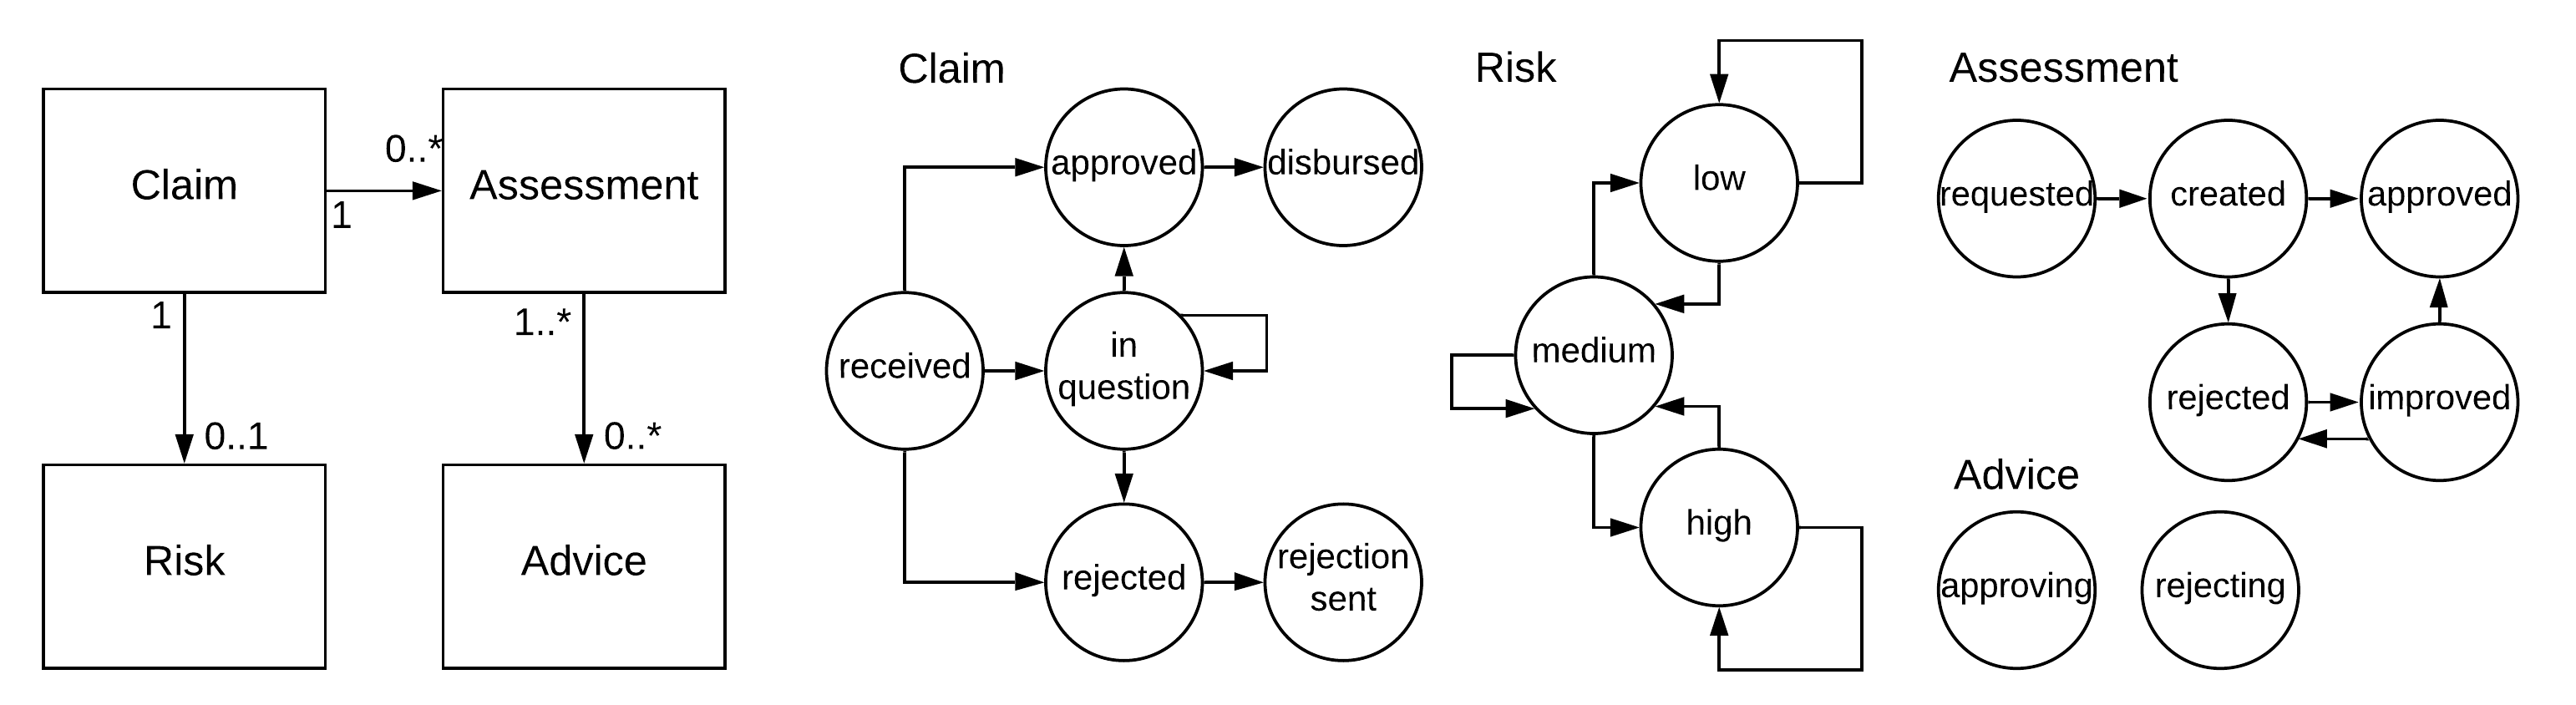 Claim
0..*
1
Assessment
1
0..1
1..*
0..*
Risk
Advice
Claim
approved
disbursed
received
in
question
rejected
rejection
sent
Risk
low
medium
high
Assessment
requested
created
approved
rejected
improved
Advice
approving
rejecting